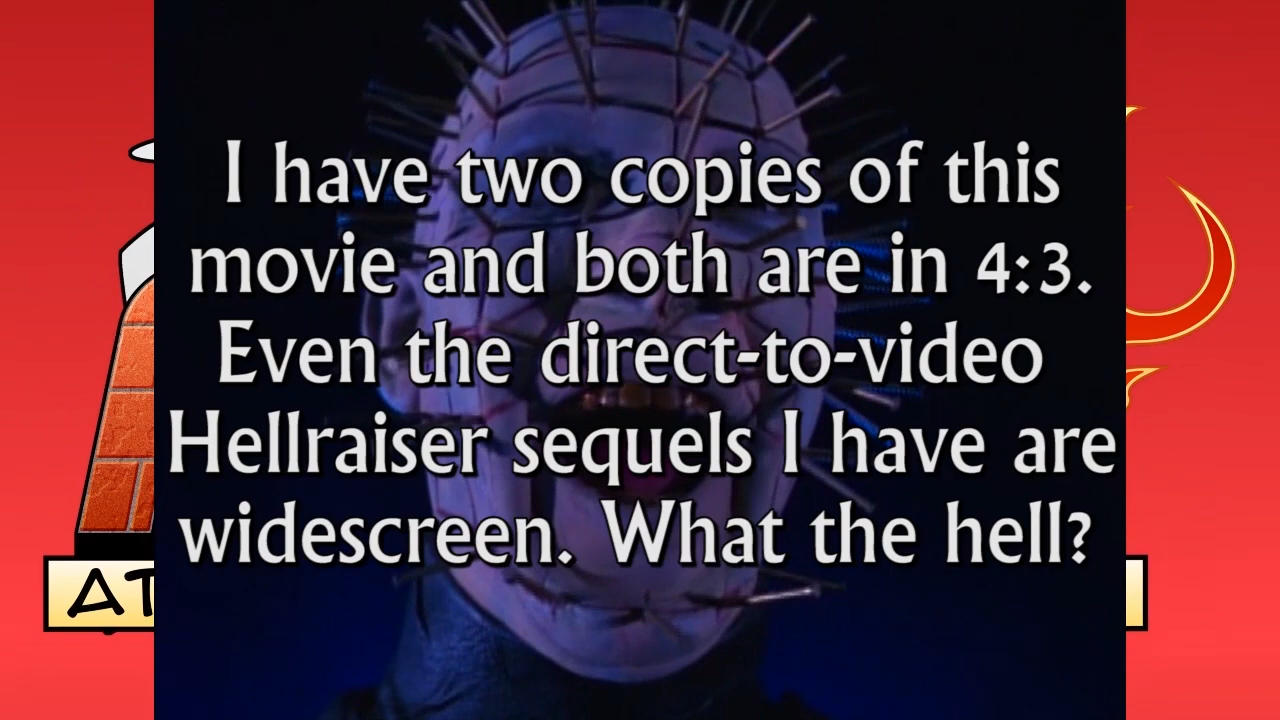 I have two copies of this
movie and both are in 4:3.
Even the direct-to-video
Hellraiser sequels I have are
widescreen. What the hell?
AT